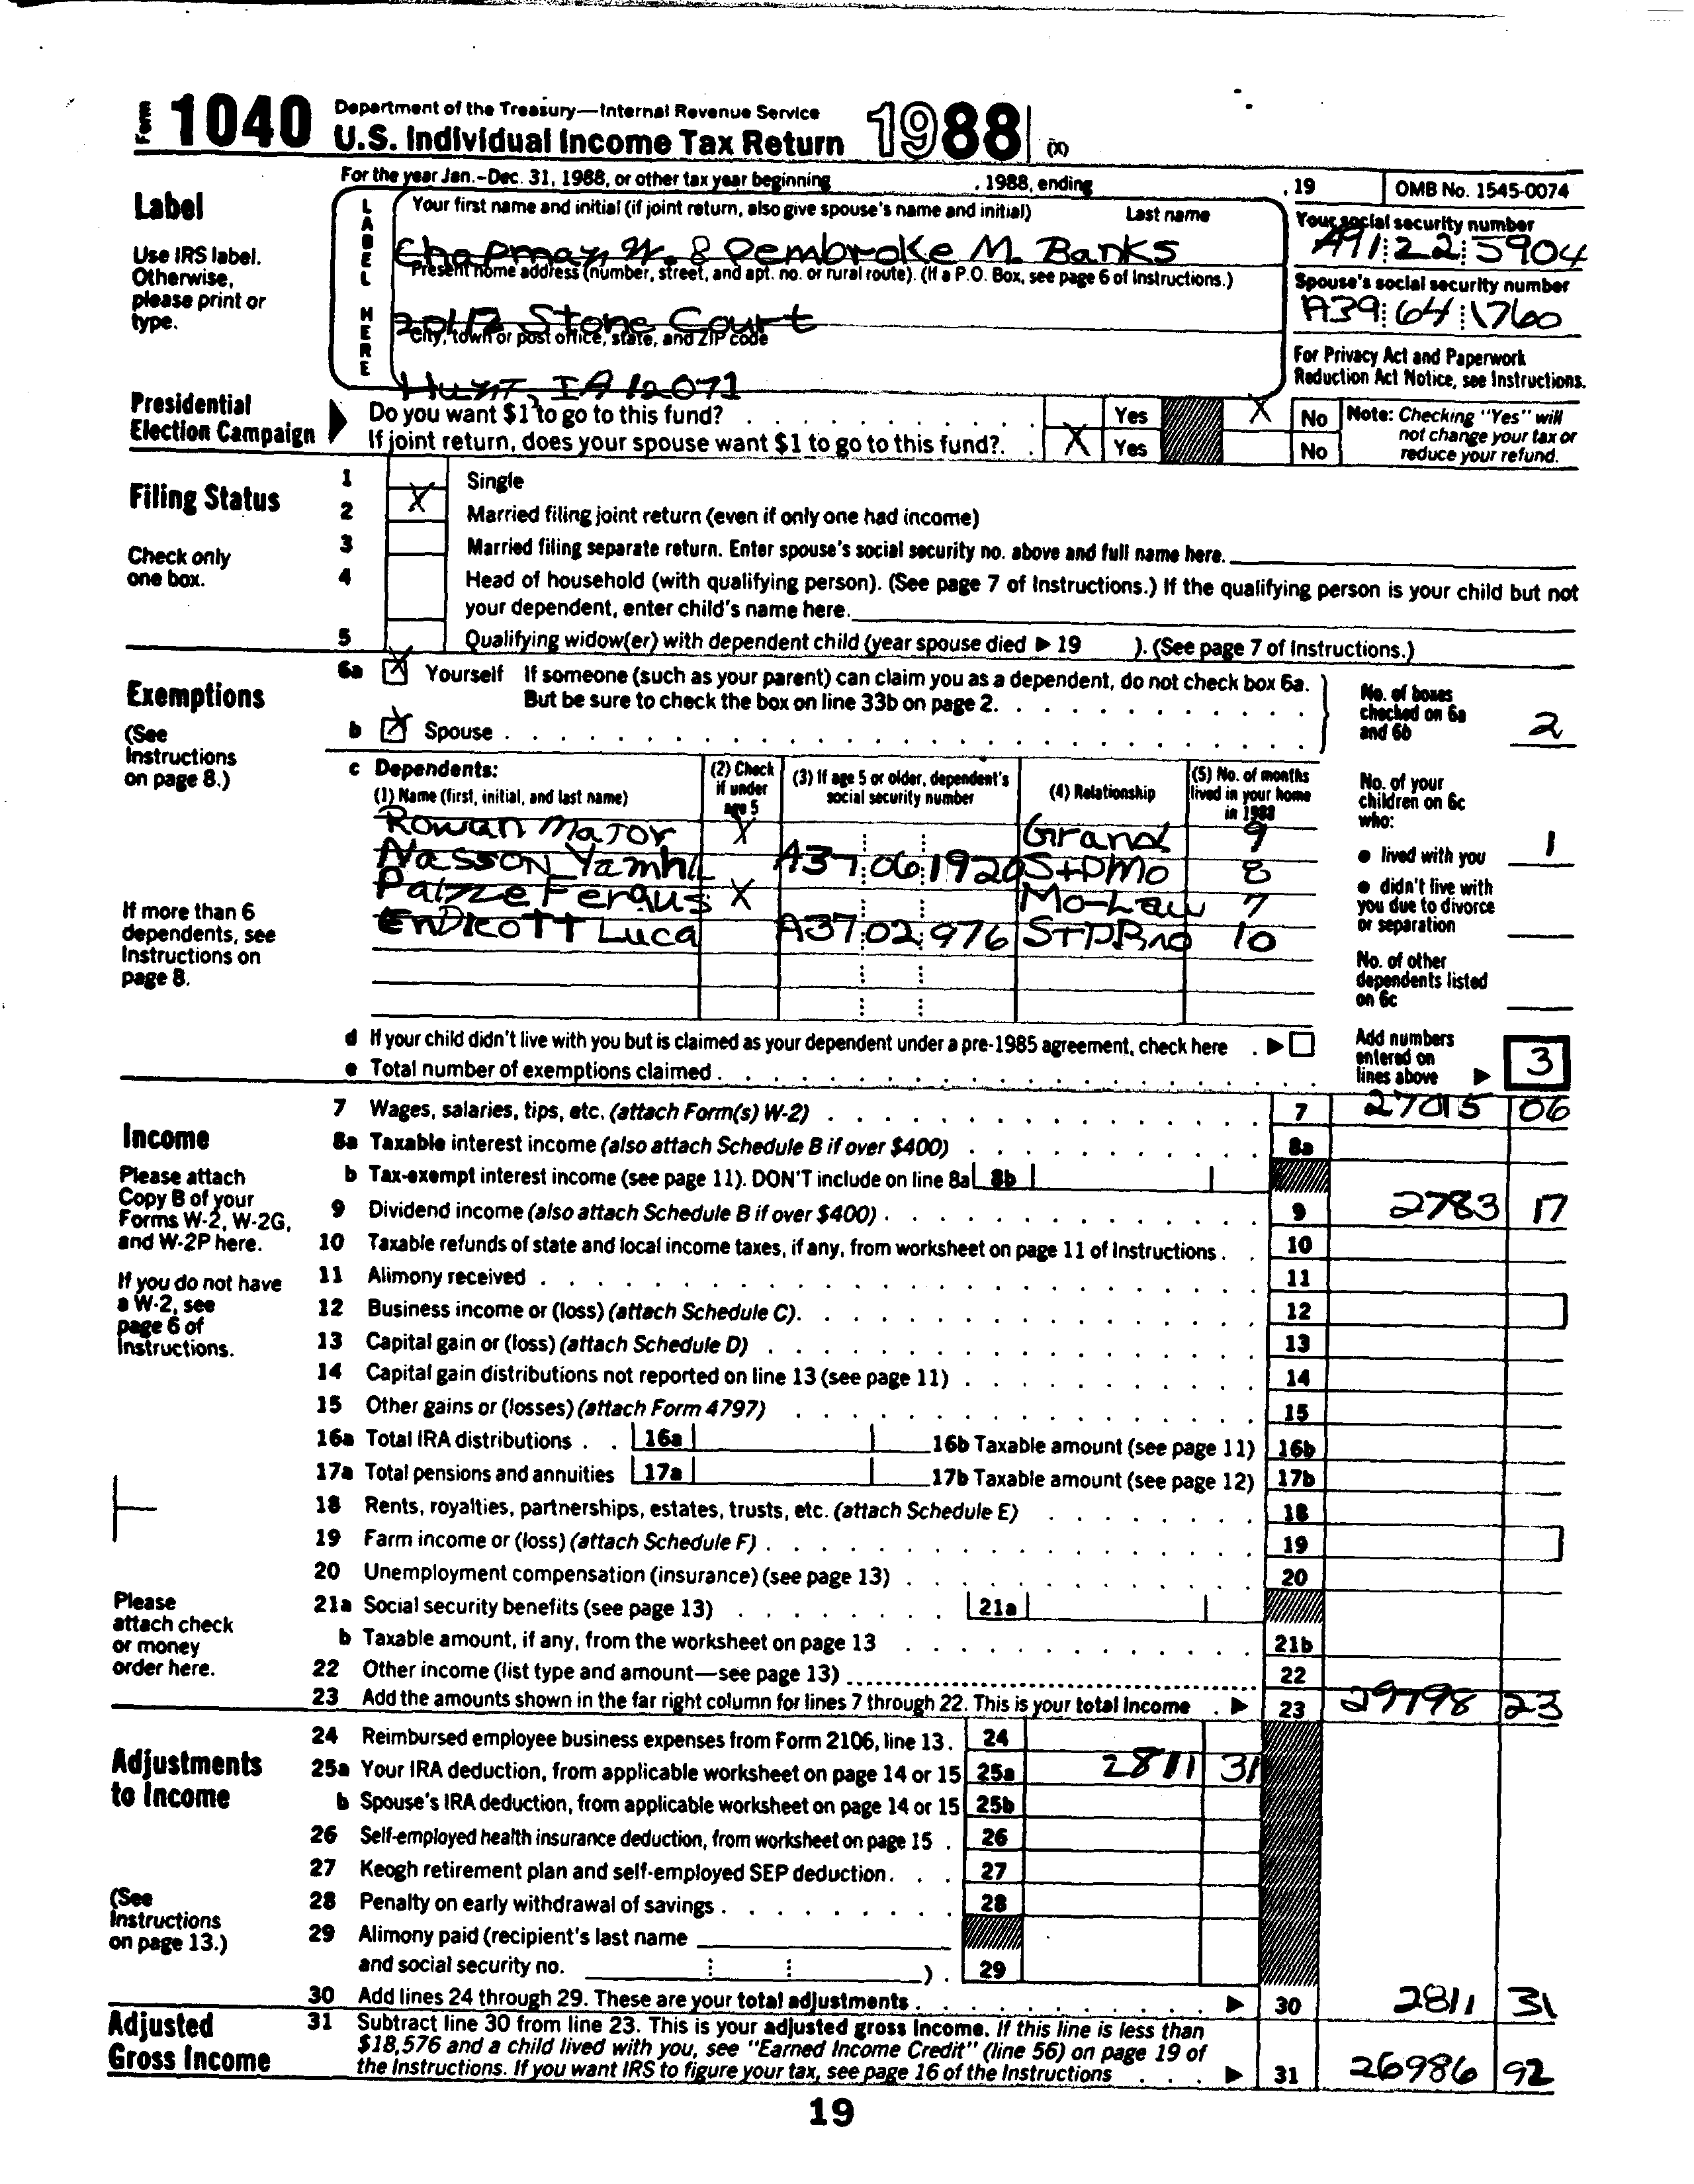 Form 1040 Department of the Treasury—Internal Revenue Service
U.S. Individual Income Tax Return 1988 (X)
For the year Jan.-Dec. 31, 1988, or other tax year beginning , 1988, ending , 19 OMB No. 1545-0074
Label
Use IRS label. Otherwise, please print or type.
LABEL HERE
Your first name and initial (if joint return, also give spouse's name and initial) Last name
Chapman W. & Pembroke M. Banks
Your social security number
A91 22 5904
Present home address (number, street, and apt. no. or rural route). (If a P.O. Box, see page 6 of Instructions.)
20112 Stone Court
Spouse's social security number
A39 64 1760
City, town or post office, state, and ZIP code
Hunt, IA 12071
For Privacy Act and Paperwork Reduction Act Notice, see Instructions.
Presidential Election Campaign
Do you want $1 to go to this fund? Yes X No
If joint return, does your spouse want $1 to go to this fund? X Yes No
Note: Checking "Yes" will not change your tax or reduce your refund.
Filing Status
Check only one box.
1 Single
2 X Married filing joint return (even if only one had income)
3 Married filing separate return. Enter spouse's social security no. above and full name here.
4 Head of household (with qualifying person). (See page 7 of Instructions.) If the qualifying person is your child but not
your dependent, enter child's name here.
5 Qualifying widow(er) with dependent child (year spouse died ▶ 19 ). (See page 7 of Instructions.)
Exemptions
(See Instructions on page 8.)
6a X Yourself If someone (such as your parent) can claim you as a dependent, do not check box 6a.
But be sure to check the box on line 33b on page 2.
b X Spouse
No. of boxes checked on 6a and 6b 2
c Dependents:
(1) Name (first, initial, and last name) (2) Check if under age 5 (3) If age 5 or older, dependent's social security number (4) Relationship (5) No. of months lived in your home in 1988
Rowan Major X Grand 9
Nasson Yamhil A37 06 1920 StpMo 8
Paizze Fergus X Mo-Law 7
Endicott Luca A37 02 976 StpBro 10
If more than 6 dependents, see Instructions on page 8.
No. of your children on 6c who:
● lived with you 1
● didn't live with you due to divorce or separation
No. of other dependents listed on 6c
d If your child didn't live with you but is claimed as your dependent under a pre-1985 agreement, check here ▶
e Total number of exemptions claimed
Add numbers entered on lines above ▶ 3
Income
Please attach Copy B of your Forms W-2, W-2G, and W-2P here.
If you do not have a W-2, see page 6 of Instructions.
Please attach check or money order here.
7 Wages, salaries, tips, etc. (attach Form(s) W-2) 7 27015 06
8a Taxable interest income (also attach Schedule B if over $400) 8a
b Tax-exempt interest income (see page 11). DON'T include on line 8a 8b
9 Dividend income (also attach Schedule B if over $400) 9 2783 17
10 Taxable refunds of state and local income taxes, if any, from worksheet on page 11 of Instructions 10
11 Alimony received 11
12 Business income or (loss) (attach Schedule C) 12
13 Capital gain or (loss) (attach Schedule D) 13
14 Capital gain distributions not reported on line 13 (see page 11) 14
15 Other gains or (losses) (attach Form 4797) 15
16a Total IRA distributions 16a 16b Taxable amount (see page 11) 16b
17a Total pensions and annuities 17a 17b Taxable amount (see page 12) 17b
18 Rents, royalties, partnerships, estates, trusts, etc. (attach Schedule E) 18
19 Farm income or (loss) (attach Schedule F) 19
20 Unemployment compensation (insurance) (see page 13) 20
21a Social security benefits (see page 13) 21a
b Taxable amount, if any, from the worksheet on page 13 21b
22 Other income (list type and amount—see page 13) 22
23 Add the amounts shown in the far right column for lines 7 through 22. This is your total income ▶ 23 29798 23
Adjustments to Income
(See Instructions on page 13.)
24 Reimbursed employee business expenses from Form 2106, line 13. 24
25a Your IRA deduction, from applicable worksheet on page 14 or 15 25a 2811 31
b Spouse's IRA deduction, from applicable worksheet on page 14 or 15 25b
26 Self-employed health insurance deduction, from worksheet on page 15 26
27 Keogh retirement plan and self-employed SEP deduction 27
28 Penalty on early withdrawal of savings 28
29 Alimony paid (recipient's last name
and social security no. ) 29
30 Add lines 24 through 29. These are your total adjustments ▶ 30 2811 31
Adjusted Gross Income
31 Subtract line 30 from line 23. This is your adjusted gross income. If this line is less than
$18,576 and a child lived with you, see "Earned Income Credit" (line 56) on page 19 of
the Instructions. If you want IRS to figure your tax, see page 16 of the Instructions ▶ 31 26986 92
19